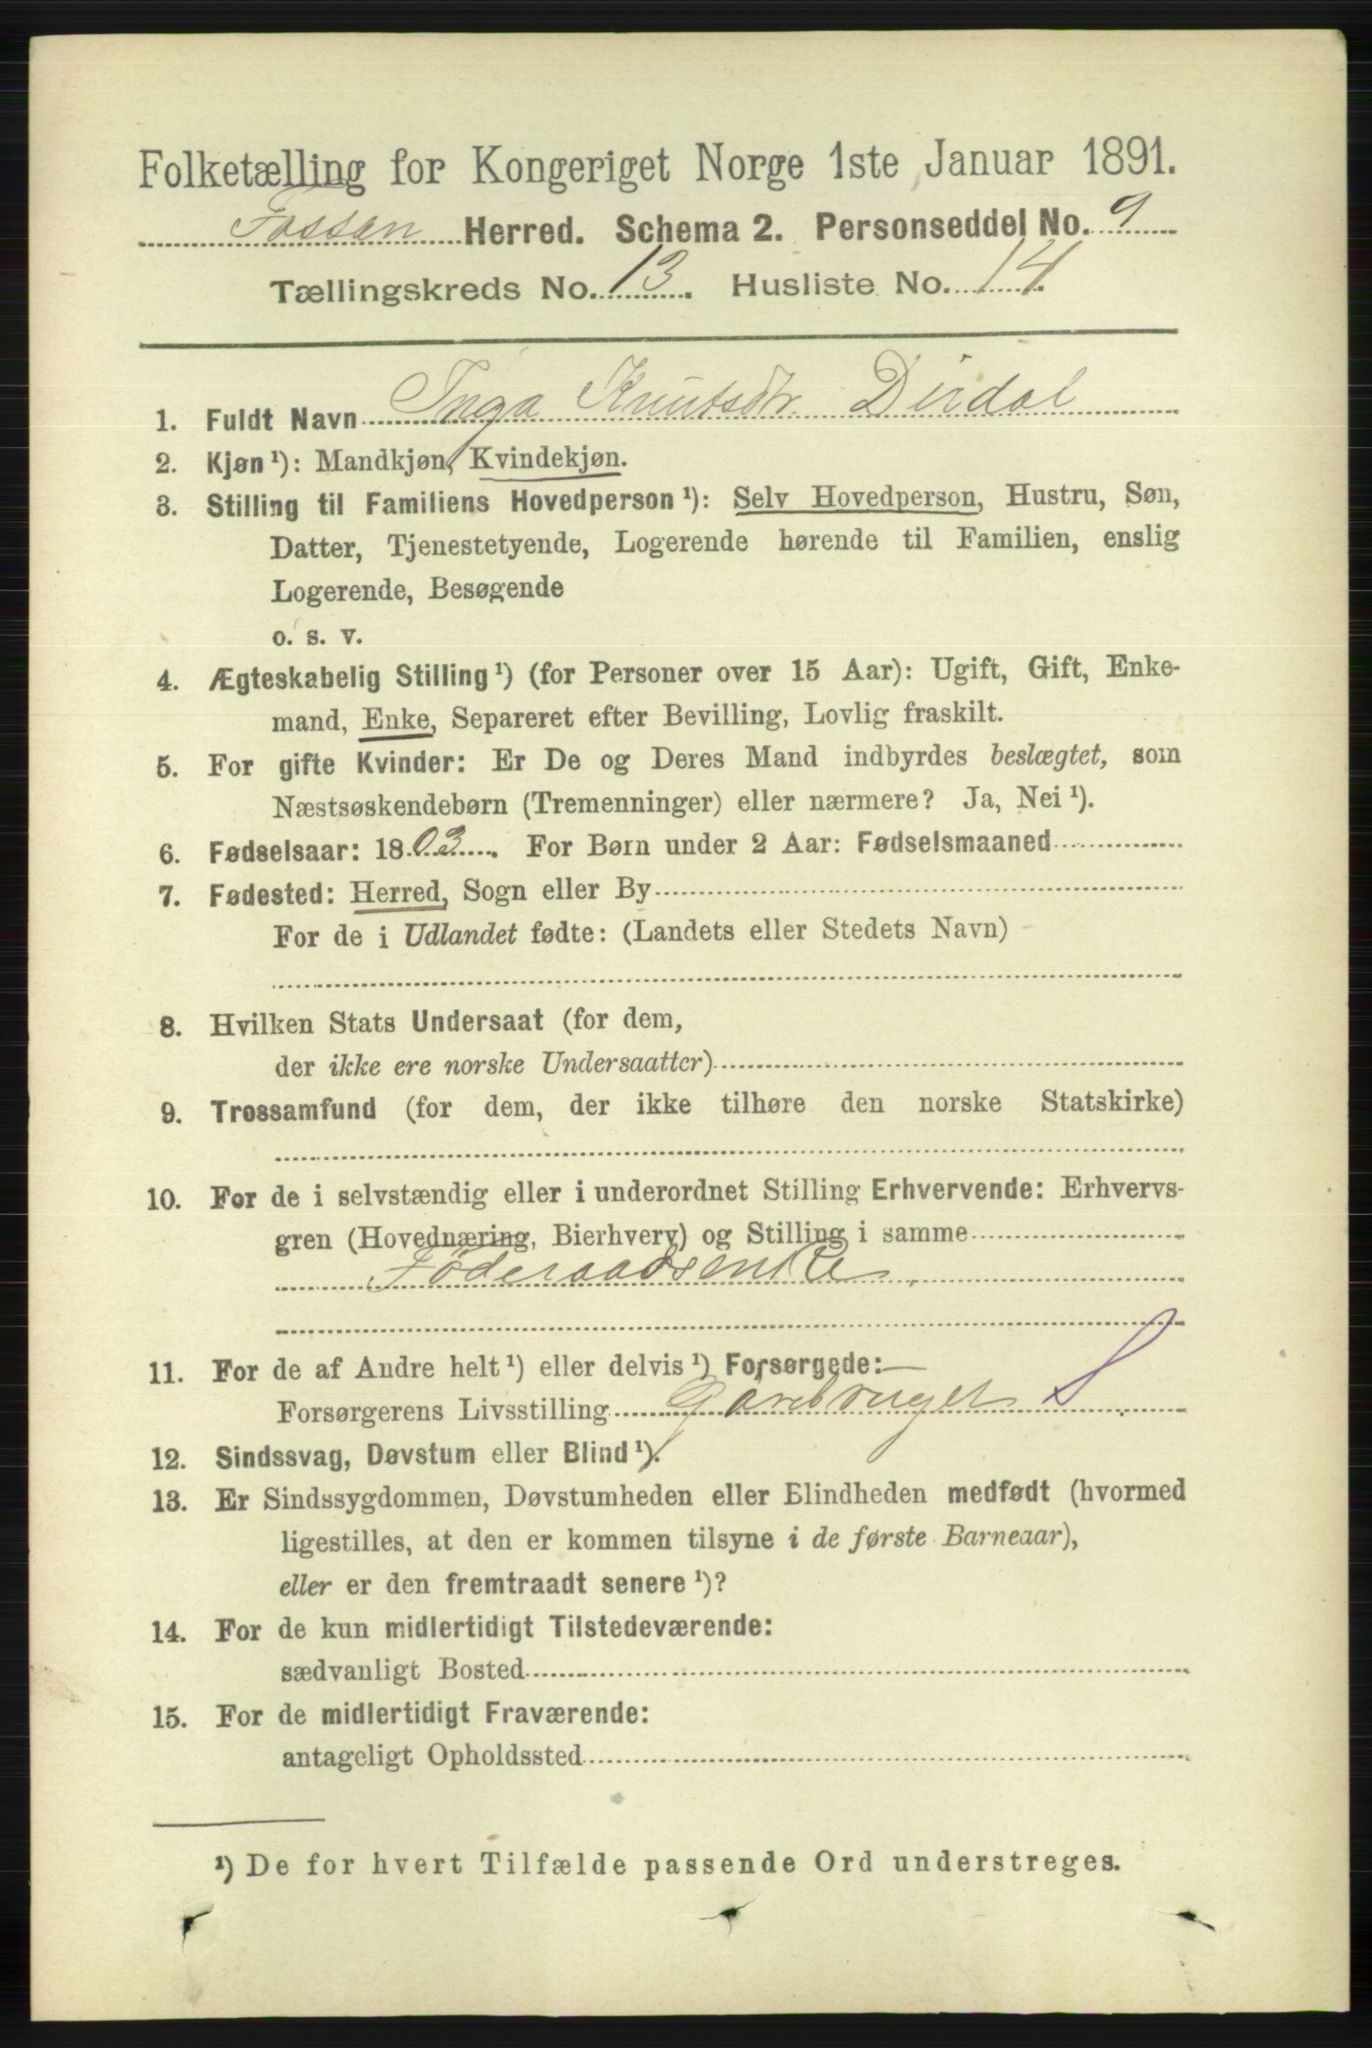 Folketælling for Kongeriget Norge 1ste Januar 1891.
Fossan Herred. Schema 2. Personseddel No. 9
Tællingskreds No. 13. Husliste No. 14.
1. Fuldt Navn Inga Knutsdtr. Dirdal
2. Kjøn ¹): Mandkjøn, Kvindekjøn.
3. Stilling til Familiens Hovedperson ¹): Selv Hovedperson, Hustru, Søn,
Datter, Tjenestetyende, Logerende hørende til Familien, enslig
Logerende, Besøgende
o. s. v.
4. Ægteskabelig Stilling ¹) (for Personer over 15 Aar): Ugift, Gift, Enke-
mand, Enke, Separeret efter Bevilling, Lovlig fraskilt.
5. For gifte Kvinder: Er De og Deres Mand indbyrdes beslægtet, som
Næstsøskendebørn (Tremenninger) eller nærmere? Ja, Nei ¹).
6. Fødselsaar: 1803. For Børn under 2 Aar: Fødselsmaaned
7. Fødested: Herred, Sogn eller By
For de i Udlandet fødte: (Landets eller Stedets Navn)
8. Hvilken Stats Undersaat (for dem,
der ikke ere norske Undersaatter)
9. Trossamfund (for dem, der ikke tilhøre den norske Statskirke)
10. For de i selvstændig eller i underordnet Stilling Erhvervende: Erhvervs-
gren (Hovednæring, Bierhverv) og Stilling i samme
Føderaadsenke.
11. For de af Andre helt ¹) eller delvis ¹) Forsørgede:
Forsørgerens Livsstilling Gaardbruger S.
12. Sindssvag, Døvstum eller Blind ¹).
13. Er Sindssygdommen, Døvstumheden eller Blindheden medfødt (hvormed
ligestilles, at den er kommen tilsyne i de første Barneaar),
eller er den fremtraadt senere ¹)?
14. For de kun midlertidigt Tilstedeværende:
sædvanligt Bosted
15. For de midlertidigt Fraværende:
antageligt Opholdssted
¹) De for hvert Tilfælde passende Ord understreges.